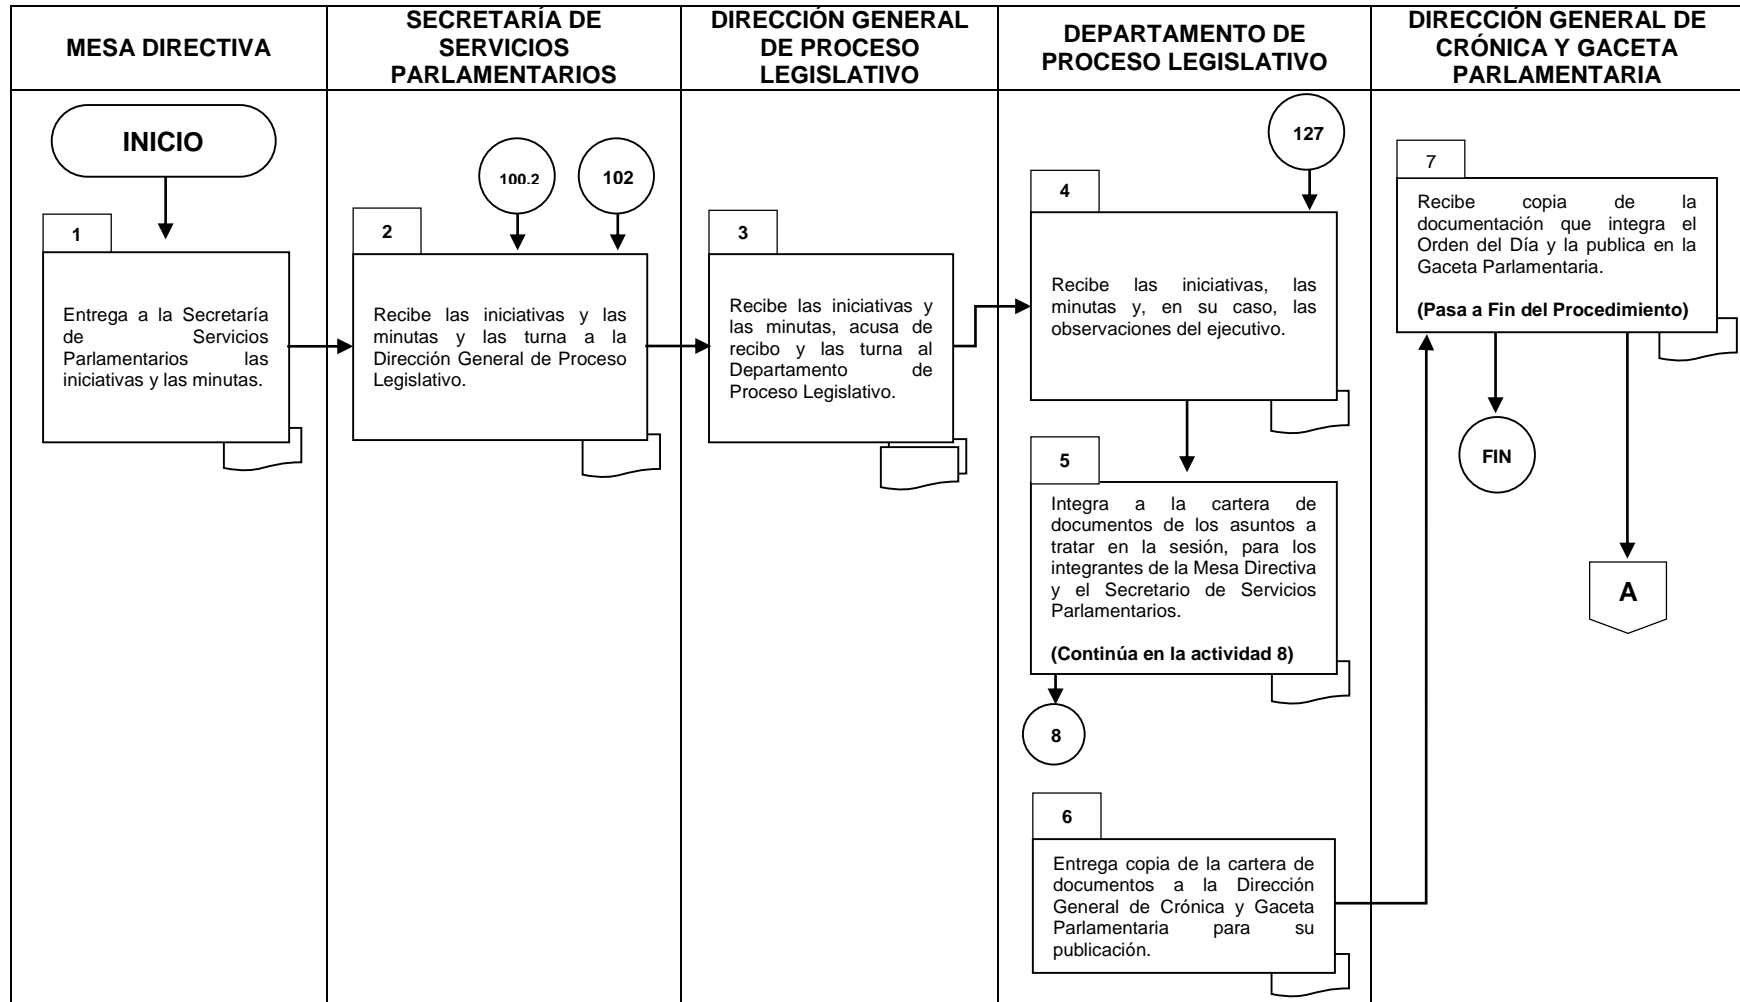 MESA DIRECTIVA
SECRETARÍA DE
SERVICIOS
PARLAMENTARIOS
DIRECCIÓN GENERAL
DE PROCESO
LEGISLATIVO
DEPARTAMENTO DE
PROCESO LEGISLATIVO
DIRECCIÓN GENERAL DE
CRÓNICA Y GACETA
PARLAMENTARIA
INICIO
1
Entrega a la Secretaría
de Servicios
Parlamentarios las
iniciativas y las minutas.
100.2
102
2
Recibe las iniciativas y las
minutas y las turna a la
Dirección General de Proceso
Legislativo.
3
Recibe las iniciativas y
las minutas, acusa de
recibo y las turna al
Departamento de
Proceso Legislativo.
127
4
Recibe las iniciativas, las
minutas y, en su caso, las
observaciones del ejecutivo.
5
Integra a la cartera de
documentos de los asuntos a
tratar en la sesión, para los
integrantes de la Mesa Directiva
y el Secretario de Servicios
Parlamentarios.
(Continúa en la actividad 8)
8
6
Entrega copia de la cartera de
documentos a la Dirección
General de Crónica y Gaceta
Parlamentaria para su
publicación.
7
Recibe copia de la
documentación que integra el
Orden del Día y la publica en la
Gaceta Parlamentaria.
(Pasa a Fin del Procedimiento)
FIN
A